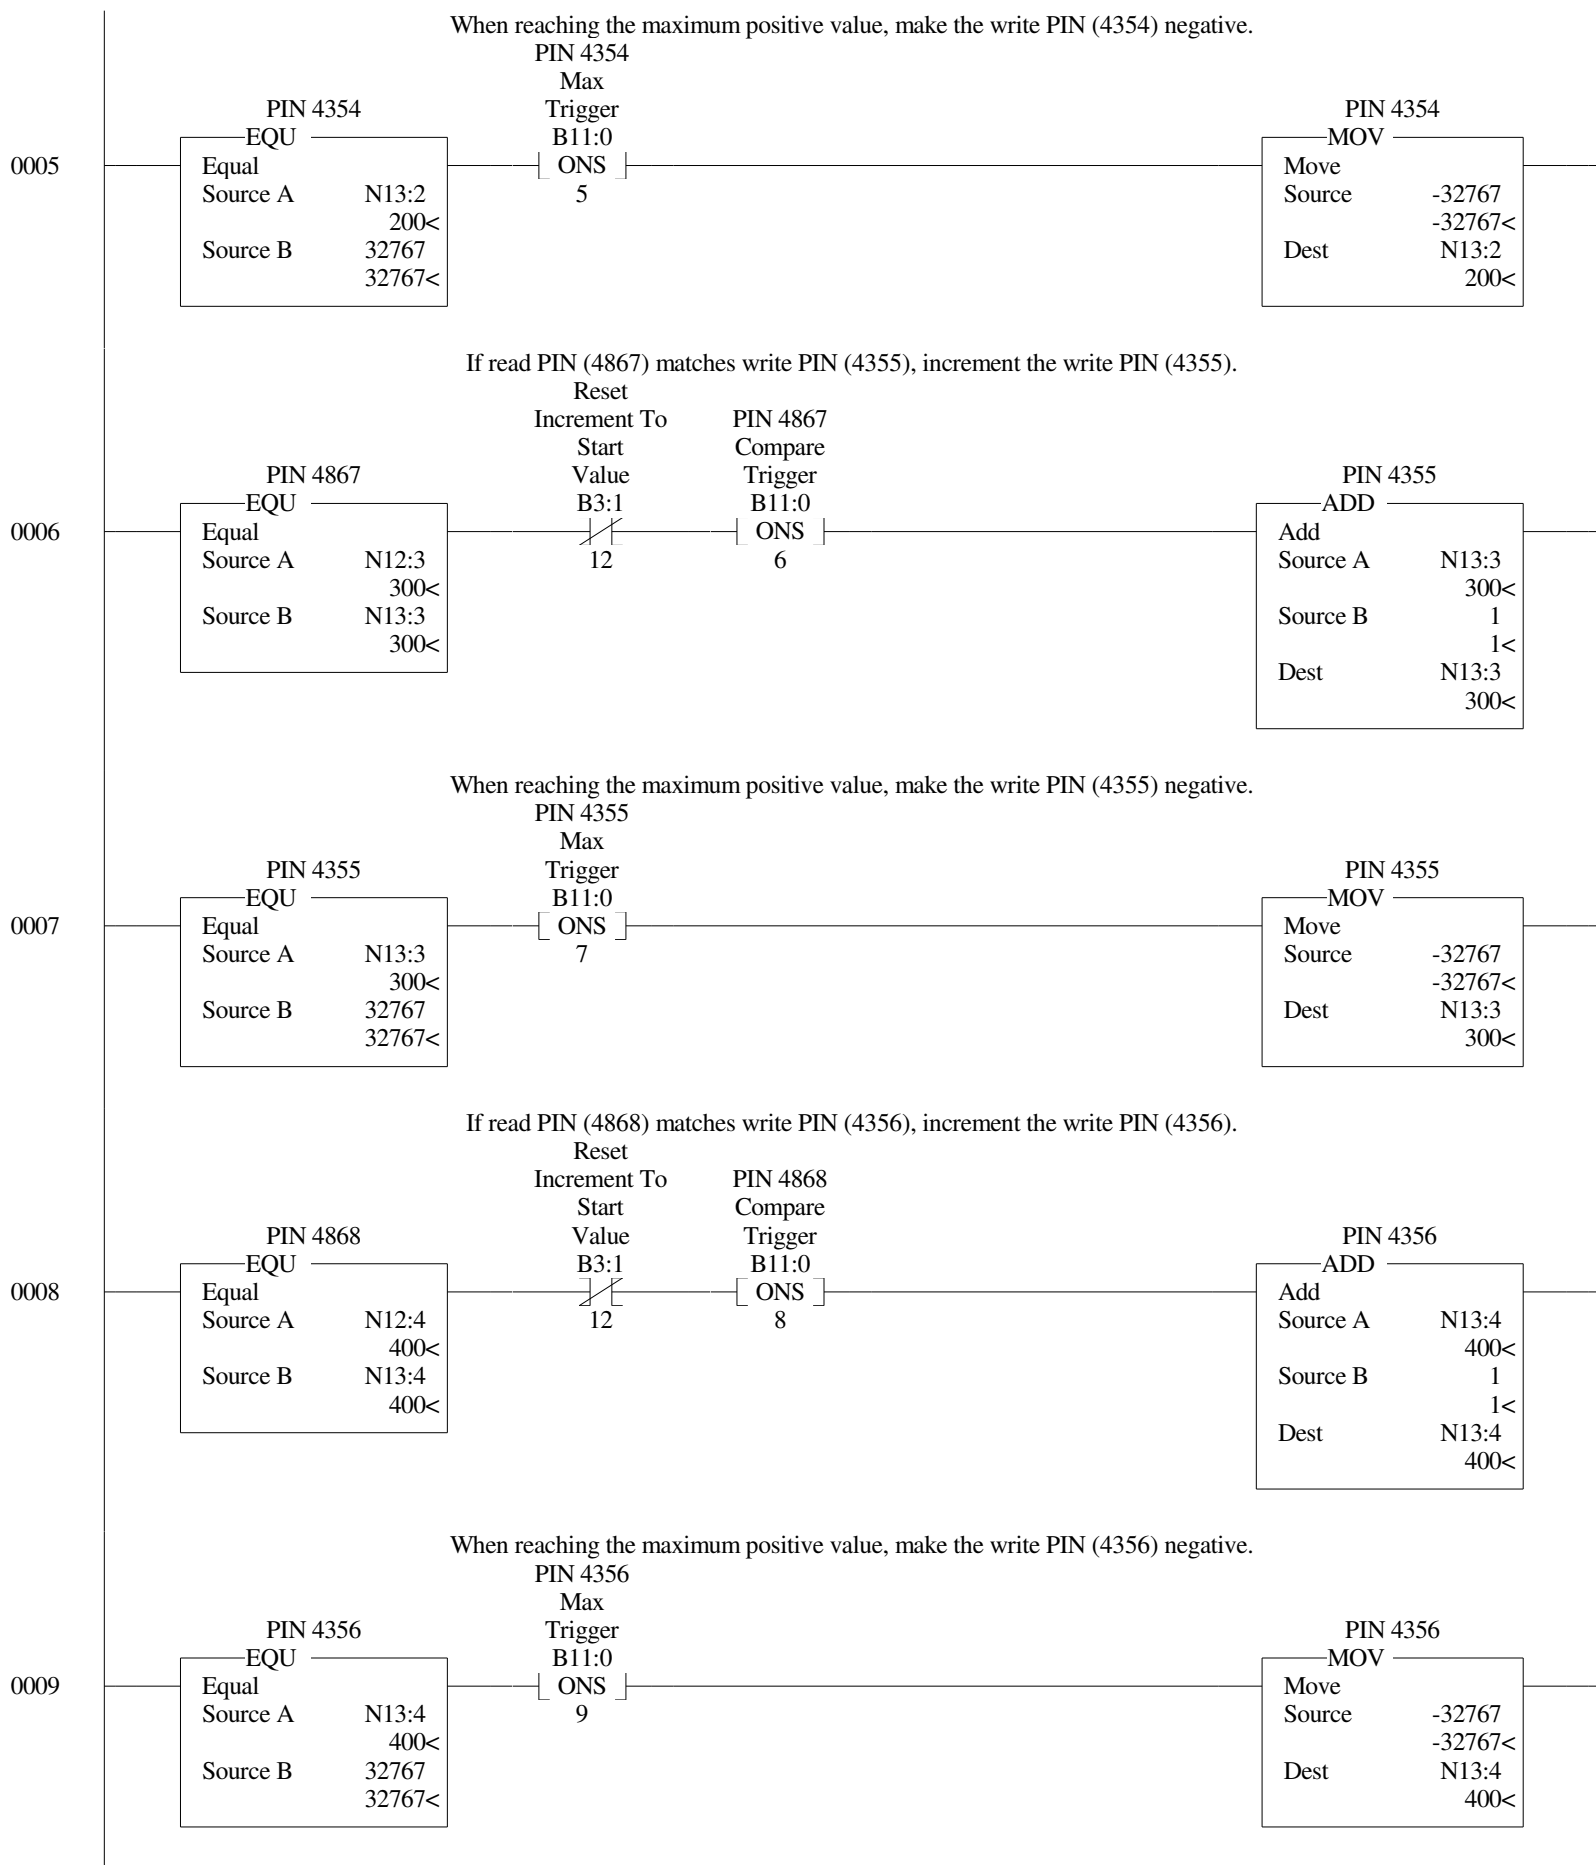 When reaching the maximum positive value, make the write PIN (4354) negative.
PIN 4354
Max
PIN 4354 Trigger PIN 4354
EQU B11:0 MOV
0005 Equal ONS Move
Source A N13:2 5 Source -32767
200< -32767<
Source B 32767 Dest N13:2
32767< 200<
If read PIN (4867) matches write PIN (4355), increment the write PIN (4355).
Reset
Increment To PIN 4867
Start Compare
PIN 4867 Value Trigger PIN 4355
EQU B3:1 B11:0 ADD
0006 Equal ONS Add
Source A N12:3 12 6 Source A N13:3
300< 300<
Source B N13:3 Source B 1
300< 1<
Dest N13:3
300<
When reaching the maximum positive value, make the write PIN (4355) negative.
PIN 4355
Max
PIN 4355 Trigger PIN 4355
EQU B11:0 MOV
0007 Equal ONS Move
Source A N13:3 7 Source -32767
300< -32767<
Source B 32767 Dest N13:3
32767< 300<
If read PIN (4868) matches write PIN (4356), increment the write PIN (4356).
Reset
Increment To PIN 4868
Start Compare
PIN 4868 Value Trigger PIN 4356
EQU B3:1 B11:0 ADD
0008 Equal ONS Add
Source A N12:4 12 8 Source A N13:4
400< 400<
Source B N13:4 Source B 1
400< 1<
Dest N13:4
400<
When reaching the maximum positive value, make the write PIN (4356) negative.
PIN 4356
Max
PIN 4356 Trigger PIN 4356
EQU B11:0 MOV
0009 Equal ONS Move
Source A N13:4 9 Source -32767
400< -32767<
Source B 32767 Dest N13:4
32767< 400<